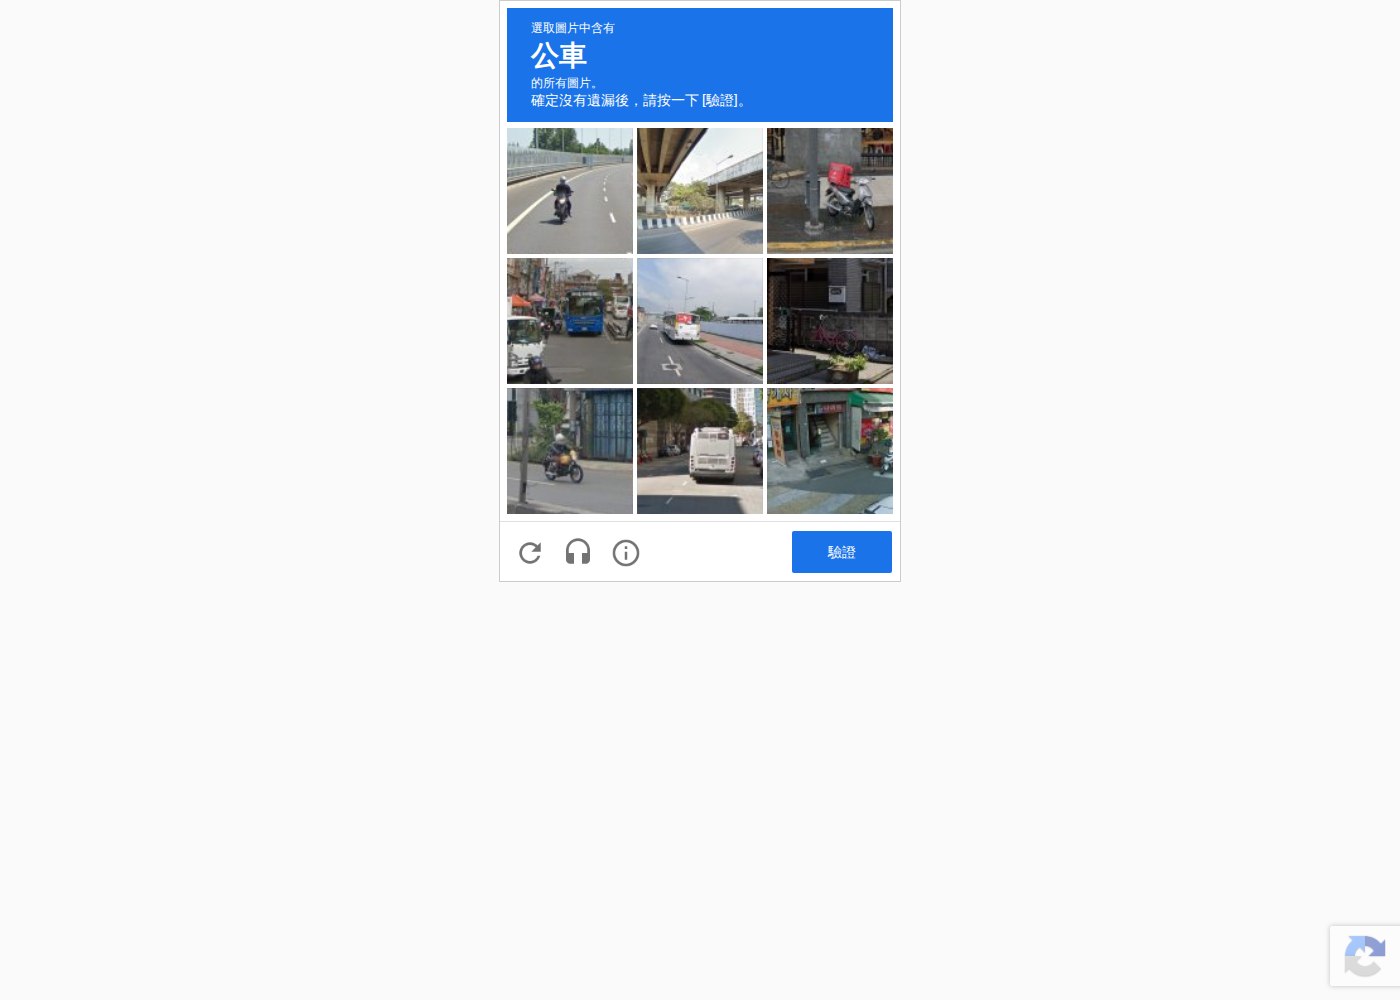 選取圖片中含有
公車
的所有圖片。
確定沒有遺漏後，請按一下 [驗證]。
驗證